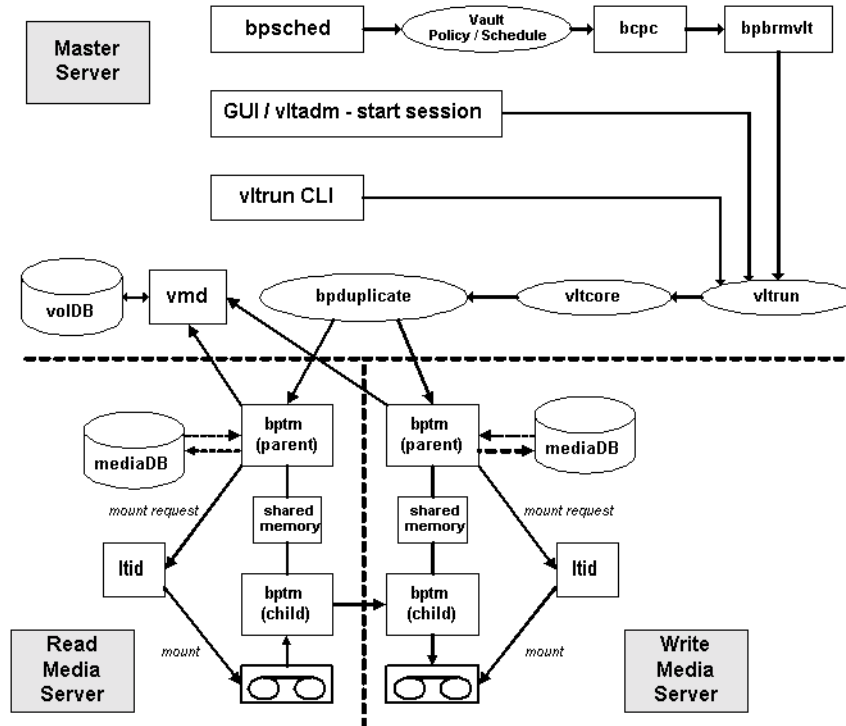 Master
Server
bpsched
Vault
Policy / Schedule
bcpc
bpbrmvlt
GUI / vltadm - start session
vltrun CLI
volDB
vmd
bpduplicate
vltcore
vltrun
mediaDB
bptm
(parent)
bptm
(parent)
mediaDB
mount request
shared
memory
shared
memory
mount request
ltid
bptm
(child)
bptm
(child)
ltid
Read
Media
Server
mount
mount
Write
Media
Server